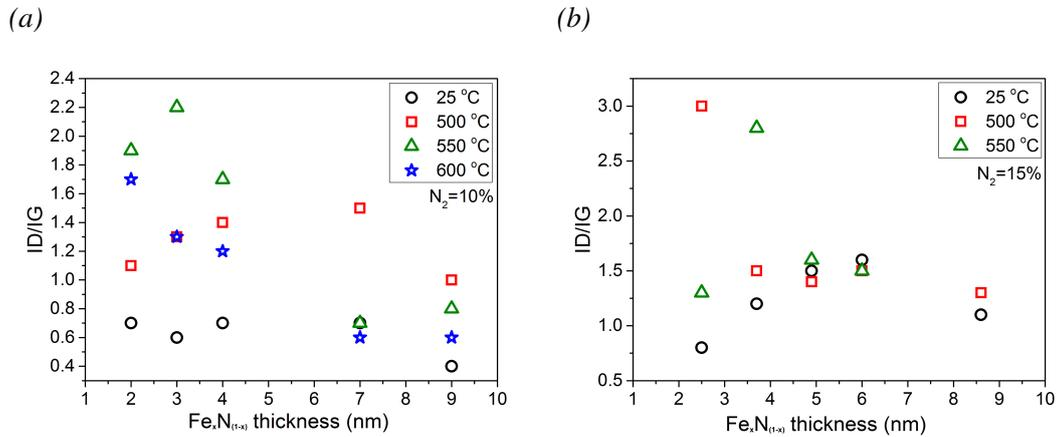 (a)
(b)
2.4
2.2
2.0
1.8
1.6
1.4
1.2
1.0
0.8
0.6
0.4
ID/IG
25 °C
500 °C
550 °C
600 °C
N₂=10%
1 2 3 4 5 6 7 8 9 10
FeₓN₍₁₋ₓ₎ thickness (nm)
3.0
2.5
2.0
1.5
1.0
0.5
ID/IG
25 °C
500 °C
550 °C
N₂=15%
1 2 3 4 5 6 7 8 9 10
FeₓN₍₁₋ₓ₎ thickness (nm)